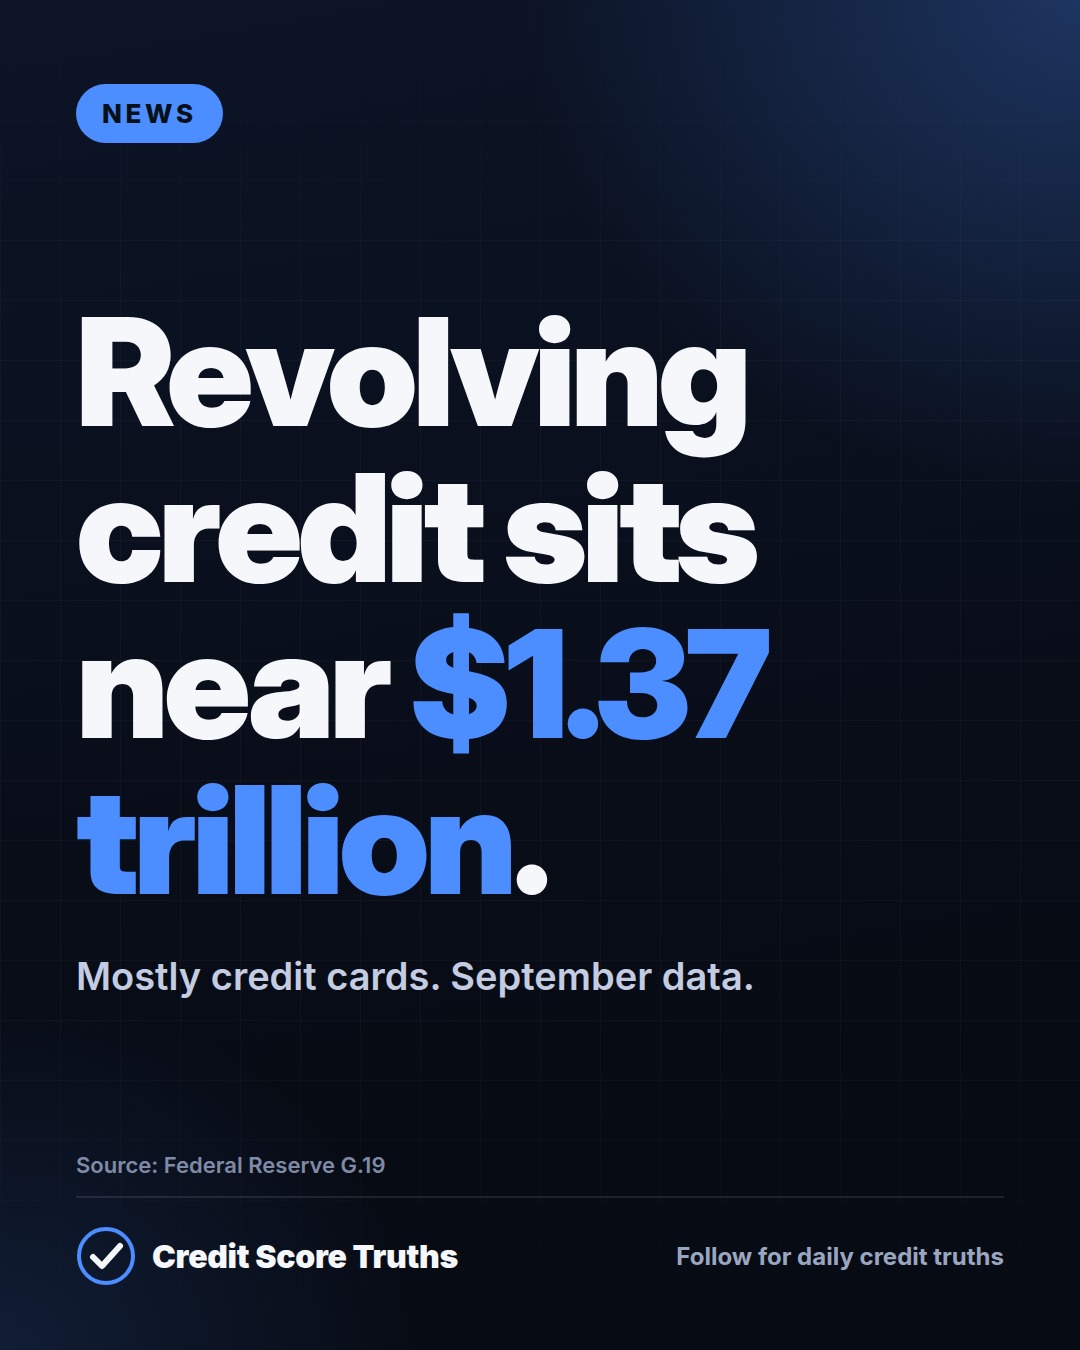 NEWS
Revolving
credit sits
near $1.37
trillion.
Mostly credit cards. September data.
Source: Federal Reserve G.19
Credit Score Truths
Follow for daily credit truths